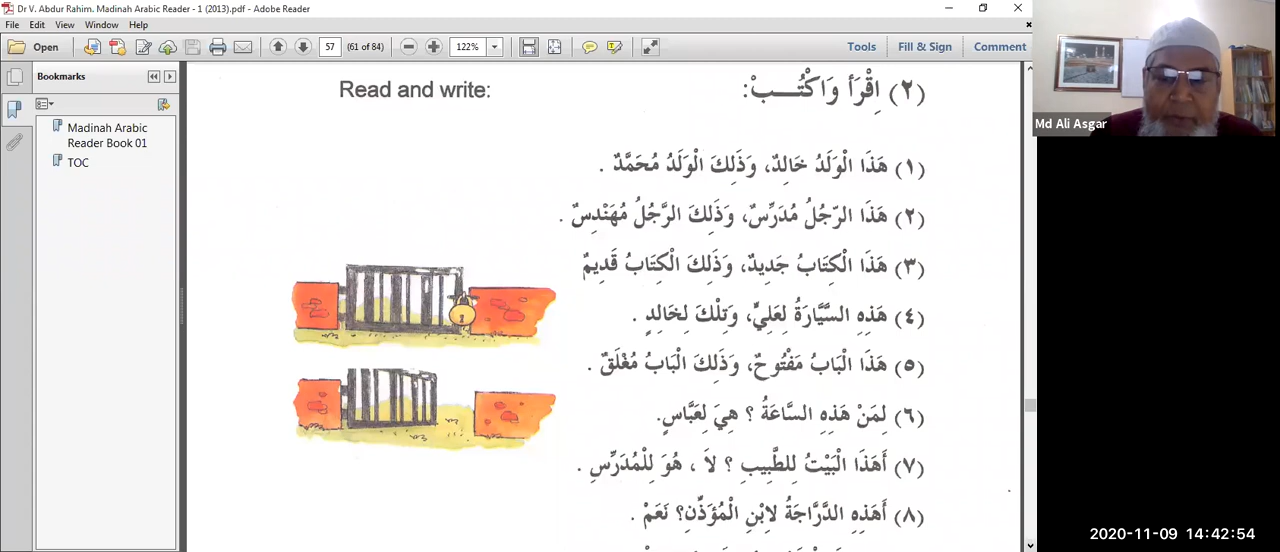 Dr V. Abdur Rahim. Madinah Arabic Reader - 1 (2013).pdf - Adobe Reader
File Edit View Window Help
Open
57 (61 of 84)
122%
Tools Fill & Sign Comment
Bookmarks
Madinah Arabic
Reader Book 01
TOC
Read and write:
(٢) اِقْرَأْ وَاكْتُـــبْ:
(١) هَذَا الْوَلَدُ خَالِدٌ، وَذَلِكَ الْوَلَدُ مُحَمَّدٌ .
(٢) هَذَا الرّجُلُ مُدَرِّسٌ، وَذَلِكَ الرَّجُلُ مُهَنْدِسٌ .
(٣) هَذَا الْكِتَابُ جَدِيدٌ، وَذَلِكَ الْكِتَابُ قَدِيمٌ
(٤) هَذِهِ السَّيَّارَةُ لِعَلِيٍّ، وَتِلْكَ لِخَالِدٍ .
(٥) هَذَا الْبَابُ مَفْتُوحٌ، وَذَلِكَ الْبَابُ مُغْلَقٌ .
(٦) لِمَنْ هَذِهِ السَّاعَةُ ؟ هِيَ لِعَبَّاسٍ.
(٧) أَهَذَا الْبَيْتُ لِلطَّبِيبِ ؟ لاَ ، هُوَ لِلْمُدَرِّسِ .
(٨) أَهَذِهِ الدَّرَّاجَةُ لاِبْنِ الْمُؤَذِّنِ؟ نَعَمْ .
Md Ali Asgar
2020-11-09 14:42:54